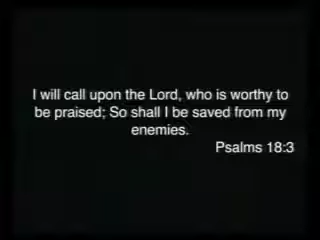 I will call upon the Lord, who is worthy to
be praised; So shall I be saved from my
enemies.
Psalms 18:3